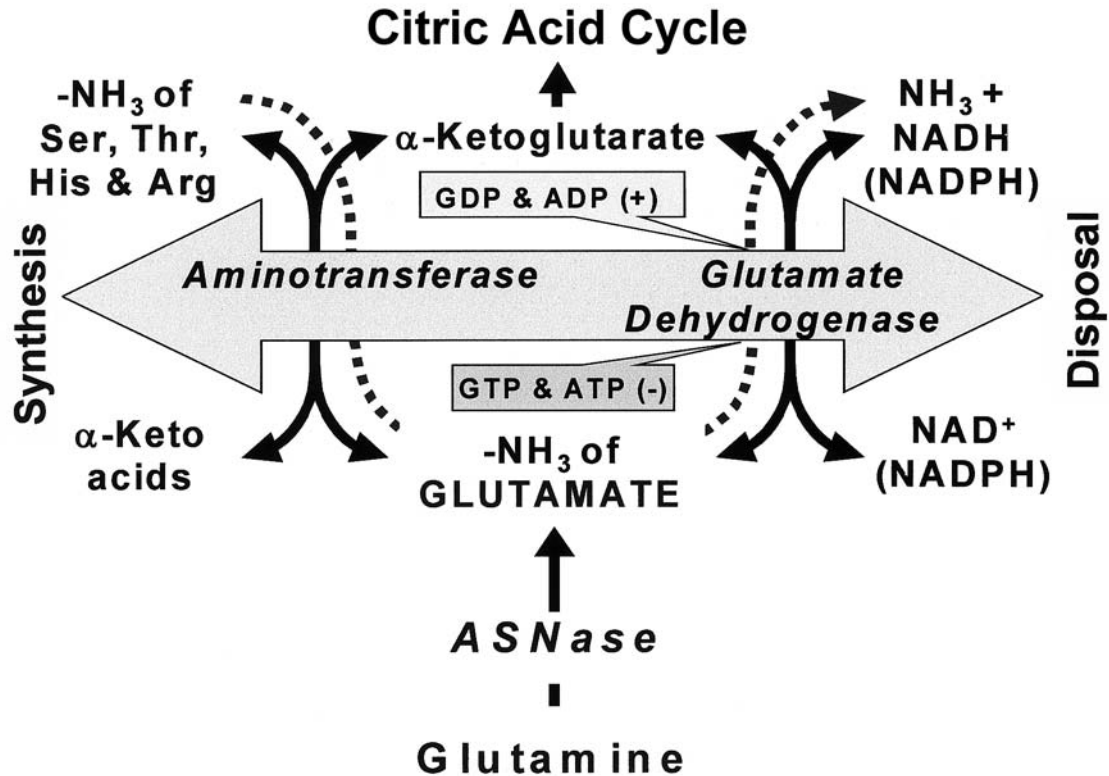 Citric Acid Cycle
-NH₃ of
Ser, Thr,
His & Arg
α-Ketoglutarate
NH₃ +
NADH
(NADPH)
GDP & ADP (+)
Synthesis
Aminotransferase
Glutamate
Dehydrogenase
Disposal
GTP & ATP (-)
α-Keto
acids
-NH₃ of
GLUTAMATE
NAD⁺
(NADPH)
ASNase
Glutamine